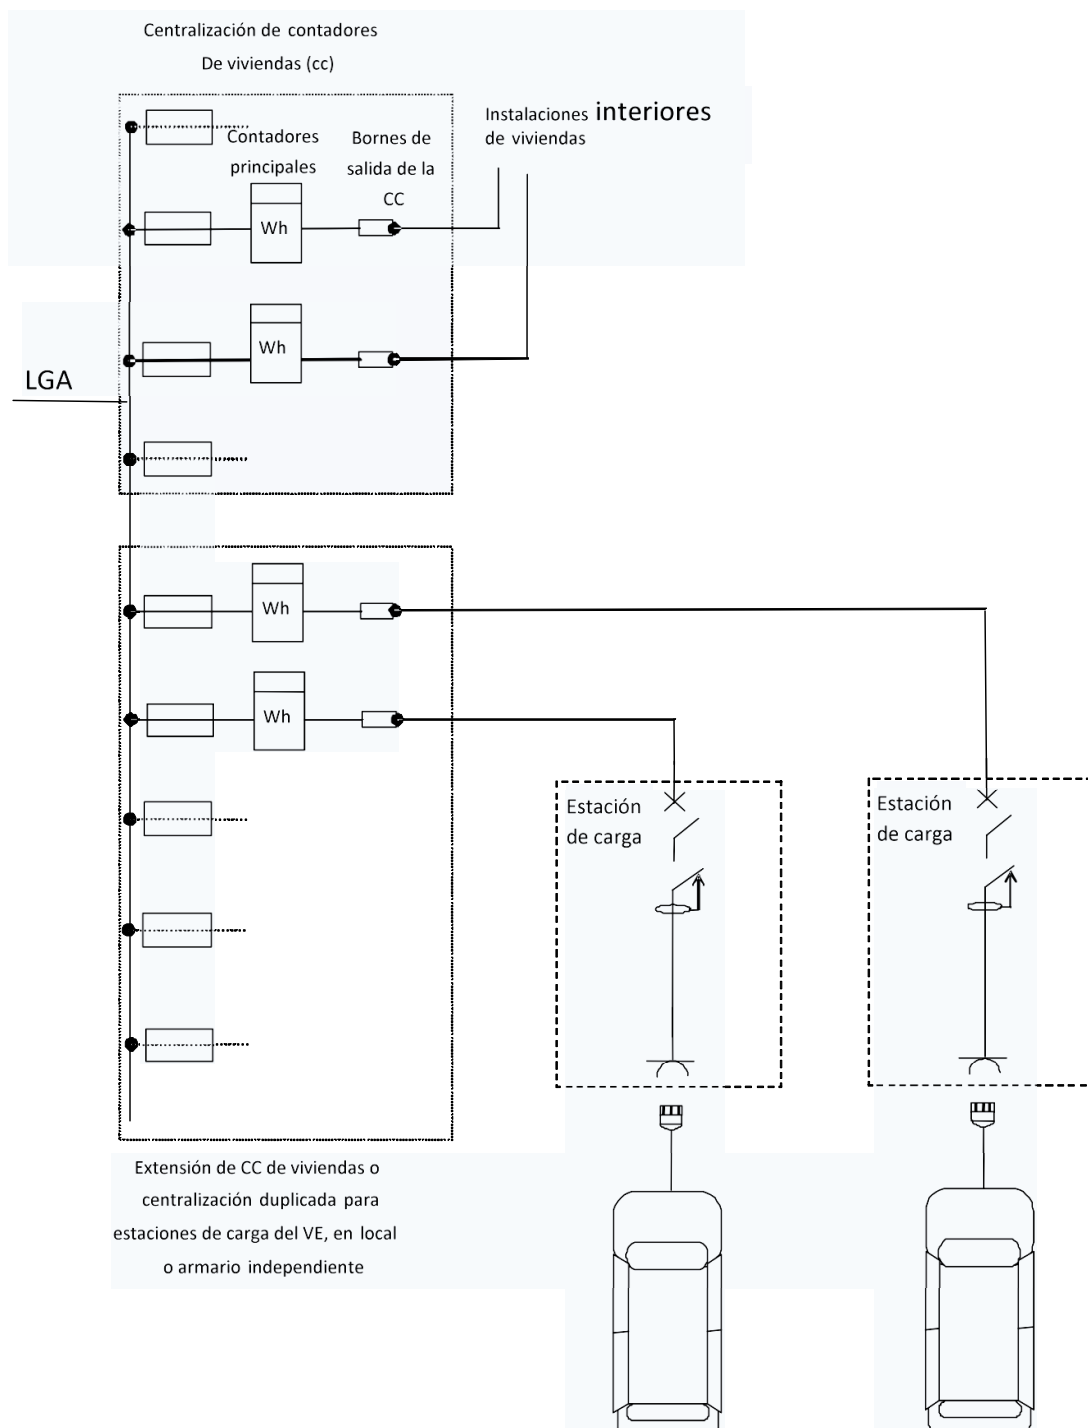 Centralización de contadores
De viviendas (cc)
Instalaciones interiores
de viviendas
Contadores
principales
Bornes de
salida de la
CC
Wh
Wh
LGA
Wh
Wh
Estación
de carga
Estación
de carga
Extensión de CC de viviendas o
centralización duplicada para
estaciones de carga del VE, en local
o armario independiente